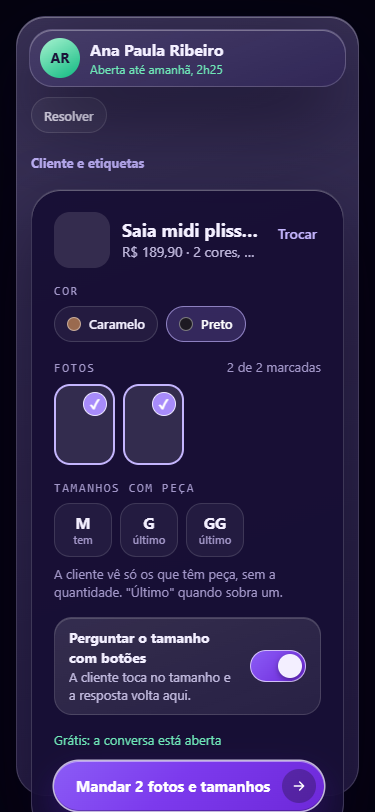 AR
Ana Paula Ribeiro
Aberta até amanhã, 2h25
Resolver
Cliente e etiquetas
Saia midi pliss...
R$ 189,90 · 2 cores, ...
Trocar
COR
Caramelo
Preto
FOTOS
2 de 2 marcadas
TAMANHOS COM PEÇA
M
tem
G
último
GG
último
A cliente vê só os que têm peça, sem a
quantidade. "Último" quando sobra um.
Perguntar o tamanho
com botões
A cliente toca no tamanho e
a resposta volta aqui.
Grátis: a conversa está aberta
Mandar 2 fotos e tamanhos